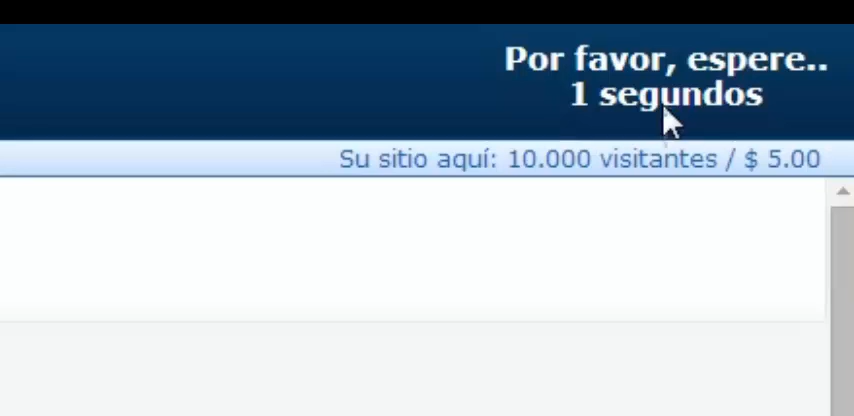 Por favor, espere..
1 segundos
Su sitio aquí: 10.000 visitantes / $ 5.00